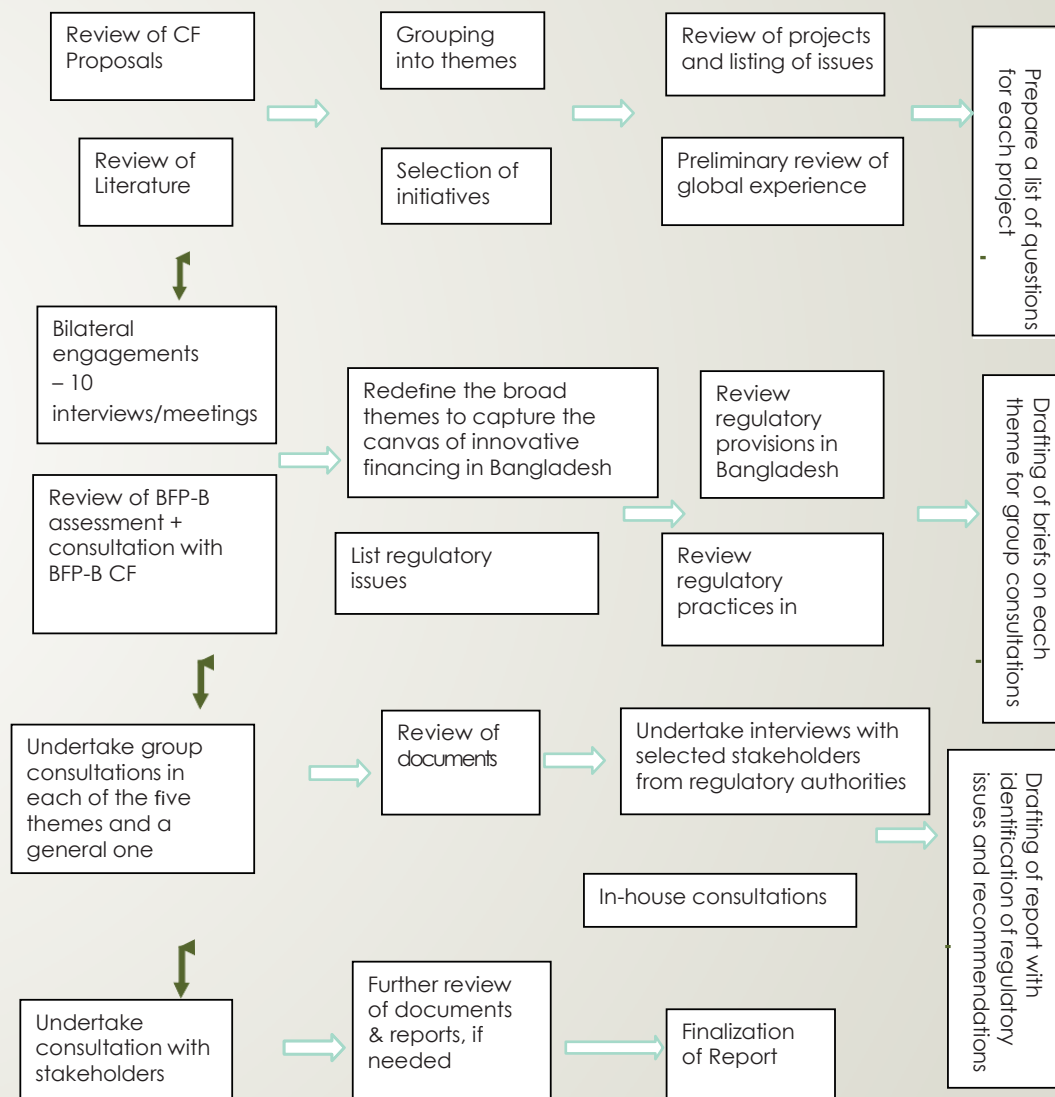 Review of CF
Proposals
Grouping
into themes
Review of projects
and listing of issues
Prepare a list of questions
for each project
Review of
Literature
Selection of
initiatives
Preliminary review of
global experience
Bilateral
engagements
– 10
interviews/meetings
Redefine the broad
themes to capture the
canvas of innovative
financing in Bangladesh
Review
regulatory
provisions in
Bangladesh
Drafting of briefs on each
theme for group consultations
Review of BFP-B
assessment +
consultation with
BFP-B CF
List regulatory
issues
Review
regulatory
practices in
Undertake group
consultations in
each of the five
themes and a
general one
Review of
documents
Undertake interviews with
selected stakeholders
from regulatory authorities
In-house consultations
Drafting of report with
identification of regulatory
issues and recommendations
Undertake
consultation with
stakeholders
Further review
of documents
& reports, if
needed
Finalization
of Report